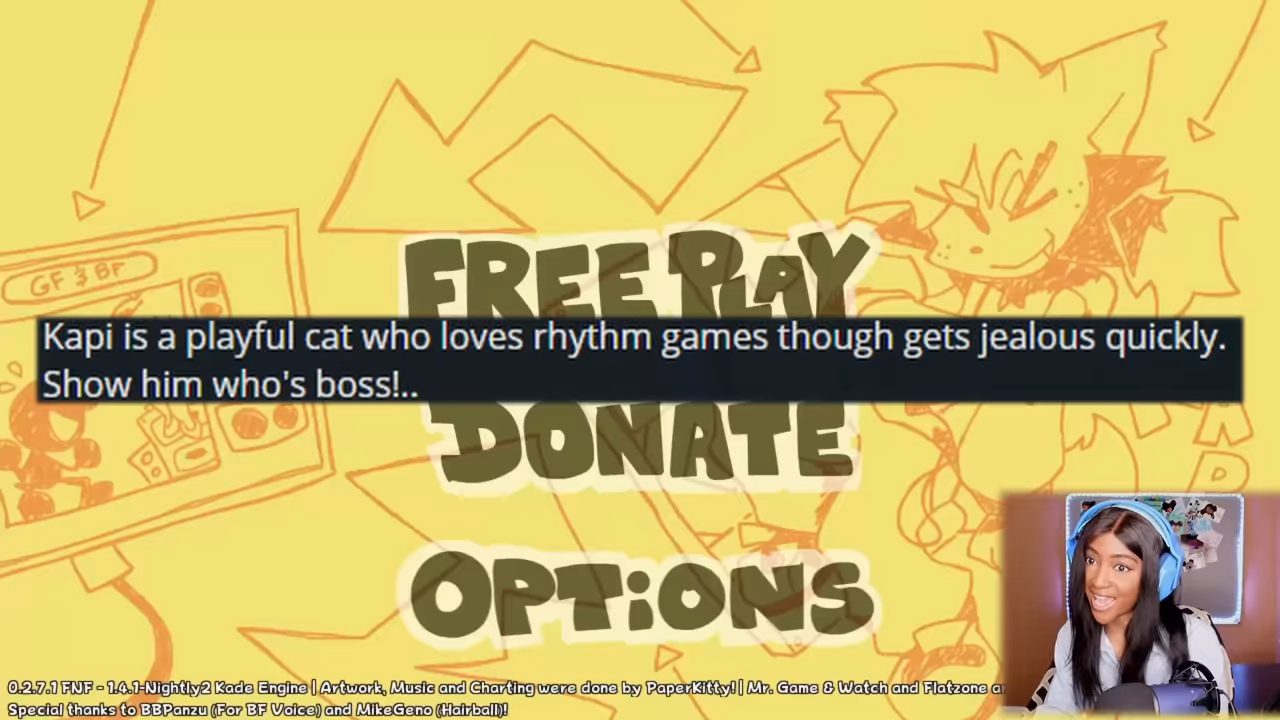 FREE PLAY
GF & BF
Kapi is a playful cat who loves rhythm games though gets jealous quickly.
Show him who's boss!..
DONATE
OPTIONS
0.2.7.1 FNF - 1.4.1-Nightly2 Kade Engine | Artwork, Music and Charting were done by PaperKitty! | Mr. Game & Watch and Flatzone
Special thanks to BBPanzu (For BF Voice) and MikeGeno (Hairball)!